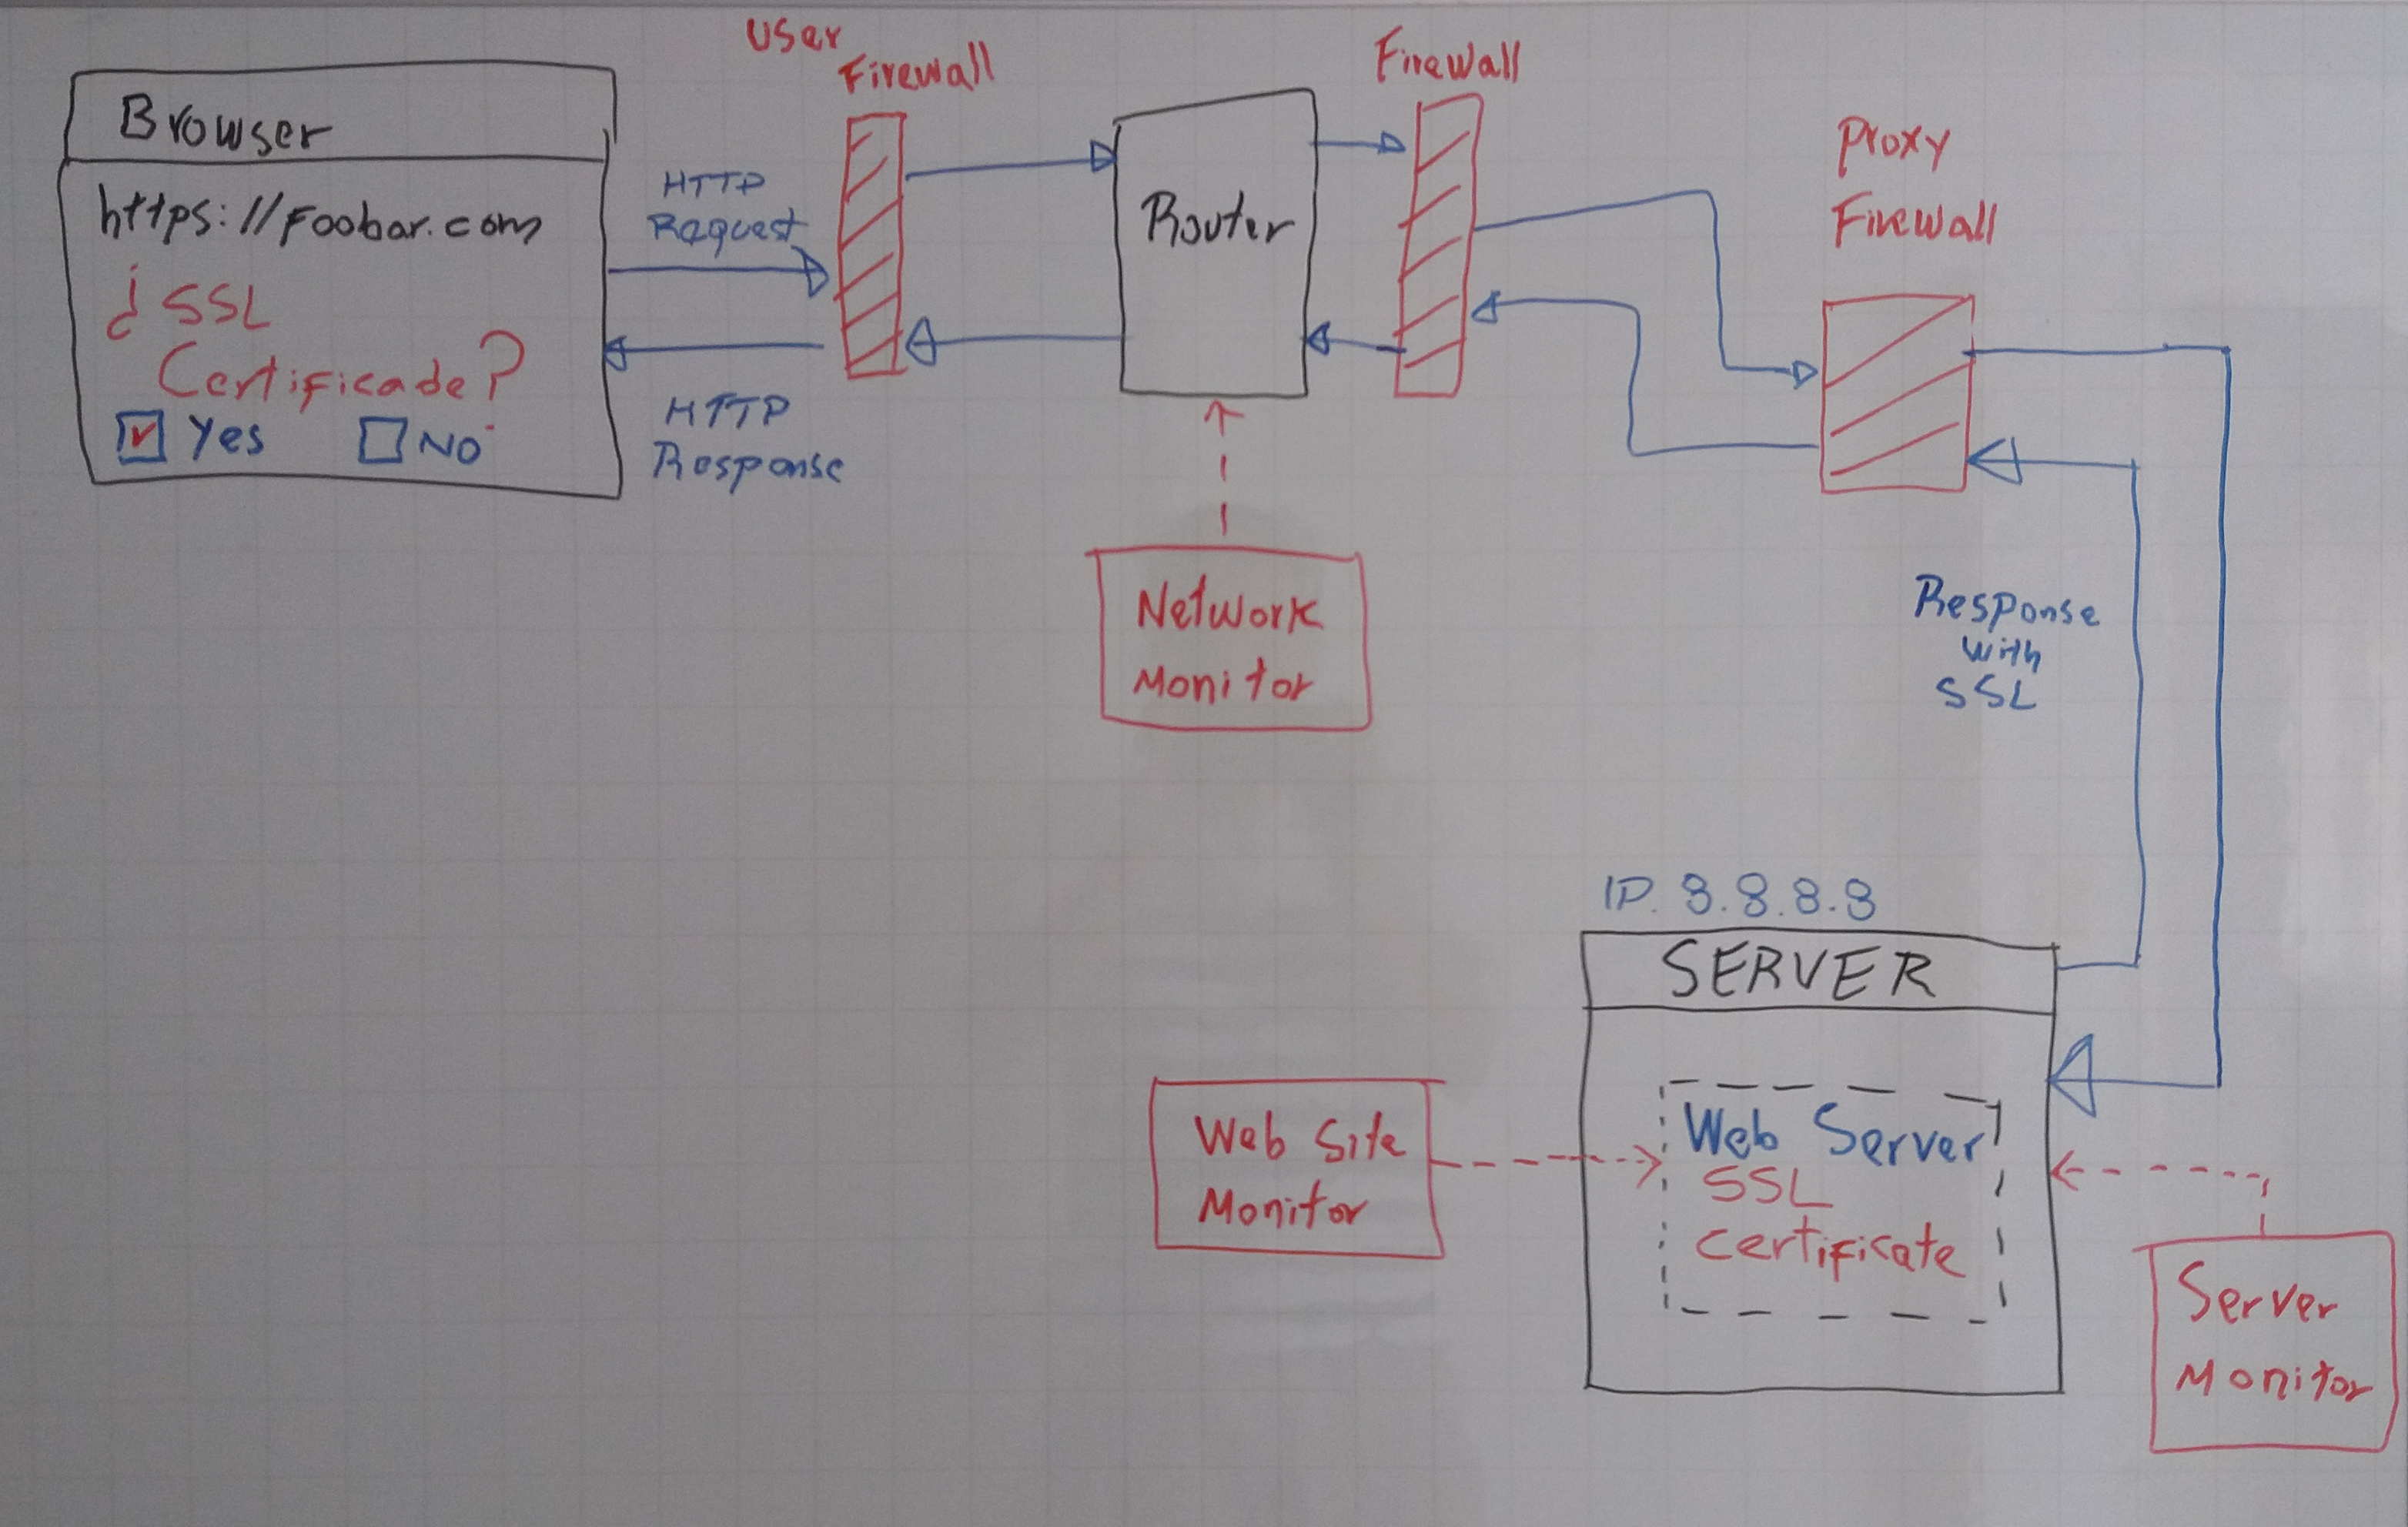 User
Firewall
Firewall
Browser
Proxy
Firewall
https://Foobar.com
HTTP
Request
Router
¿SSL
Certificade?
Yes
NO
HTTP
Response
Network
Monitor
Response
with
SSL
IP. 8.8.8.8
SERVER
Web Server
SSL
Certificate
Web Site
Monitor
Server
Monitor